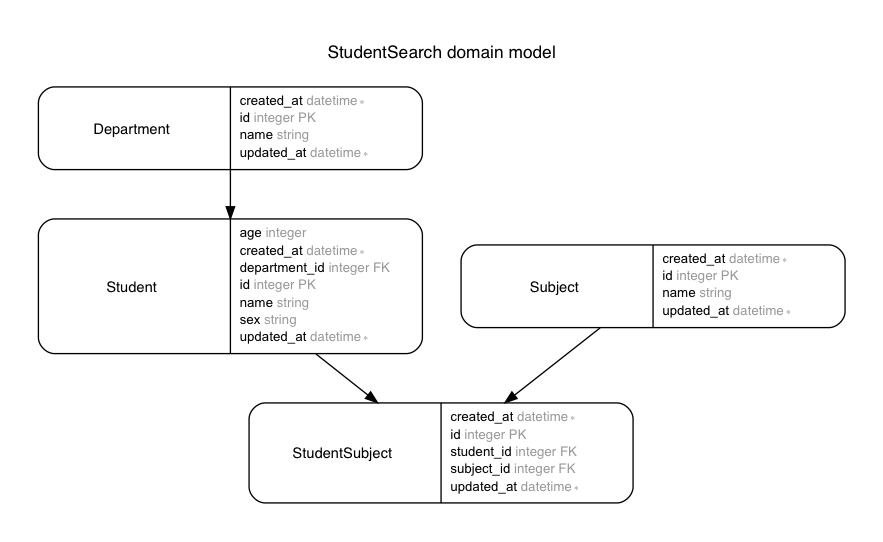 StudentSearch domain model
Department
created_at datetime *
id integer PK
name string
updated_at datetime *
Student
age integer
created_at datetime *
department_id integer FK
id integer PK
name string
sex string
updated_at datetime *
Subject
created_at datetime *
id integer PK
name string
updated_at datetime *
StudentSubject
created_at datetime *
id integer PK
student_id integer FK
subject_id integer FK
updated_at datetime *